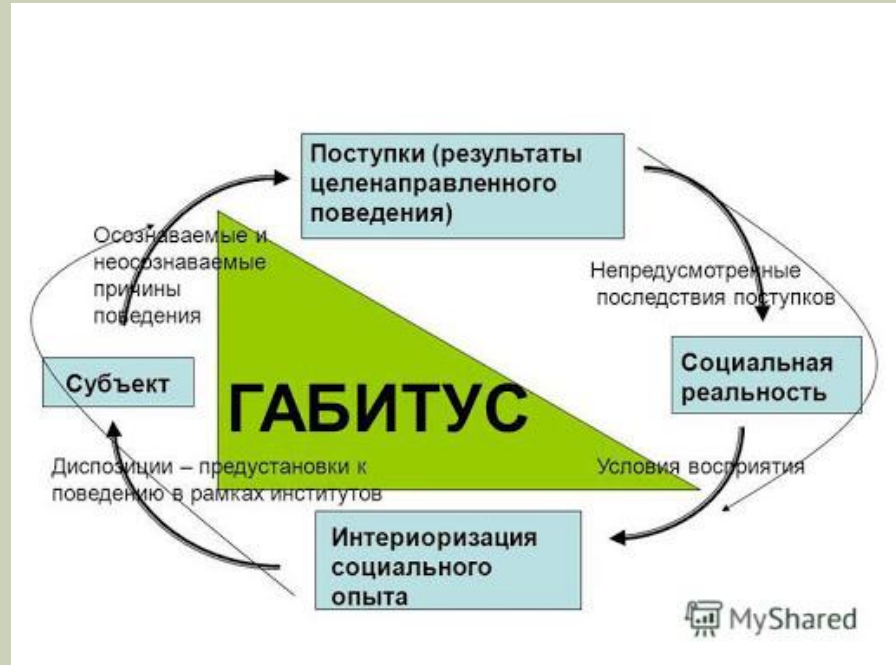 Поступки (результаты
целенаправленного
поведения)
Осознаваемые и
неосознаваемые
причины
поведения
Непредусмотренные
последствия поступков
Субъект
ГАБИТУС
Социальная
реальность
Диспозиции – предустановки к
поведению в рамках институтов
Условия восприятия
Интериоризация
социального
опыта
MyShared